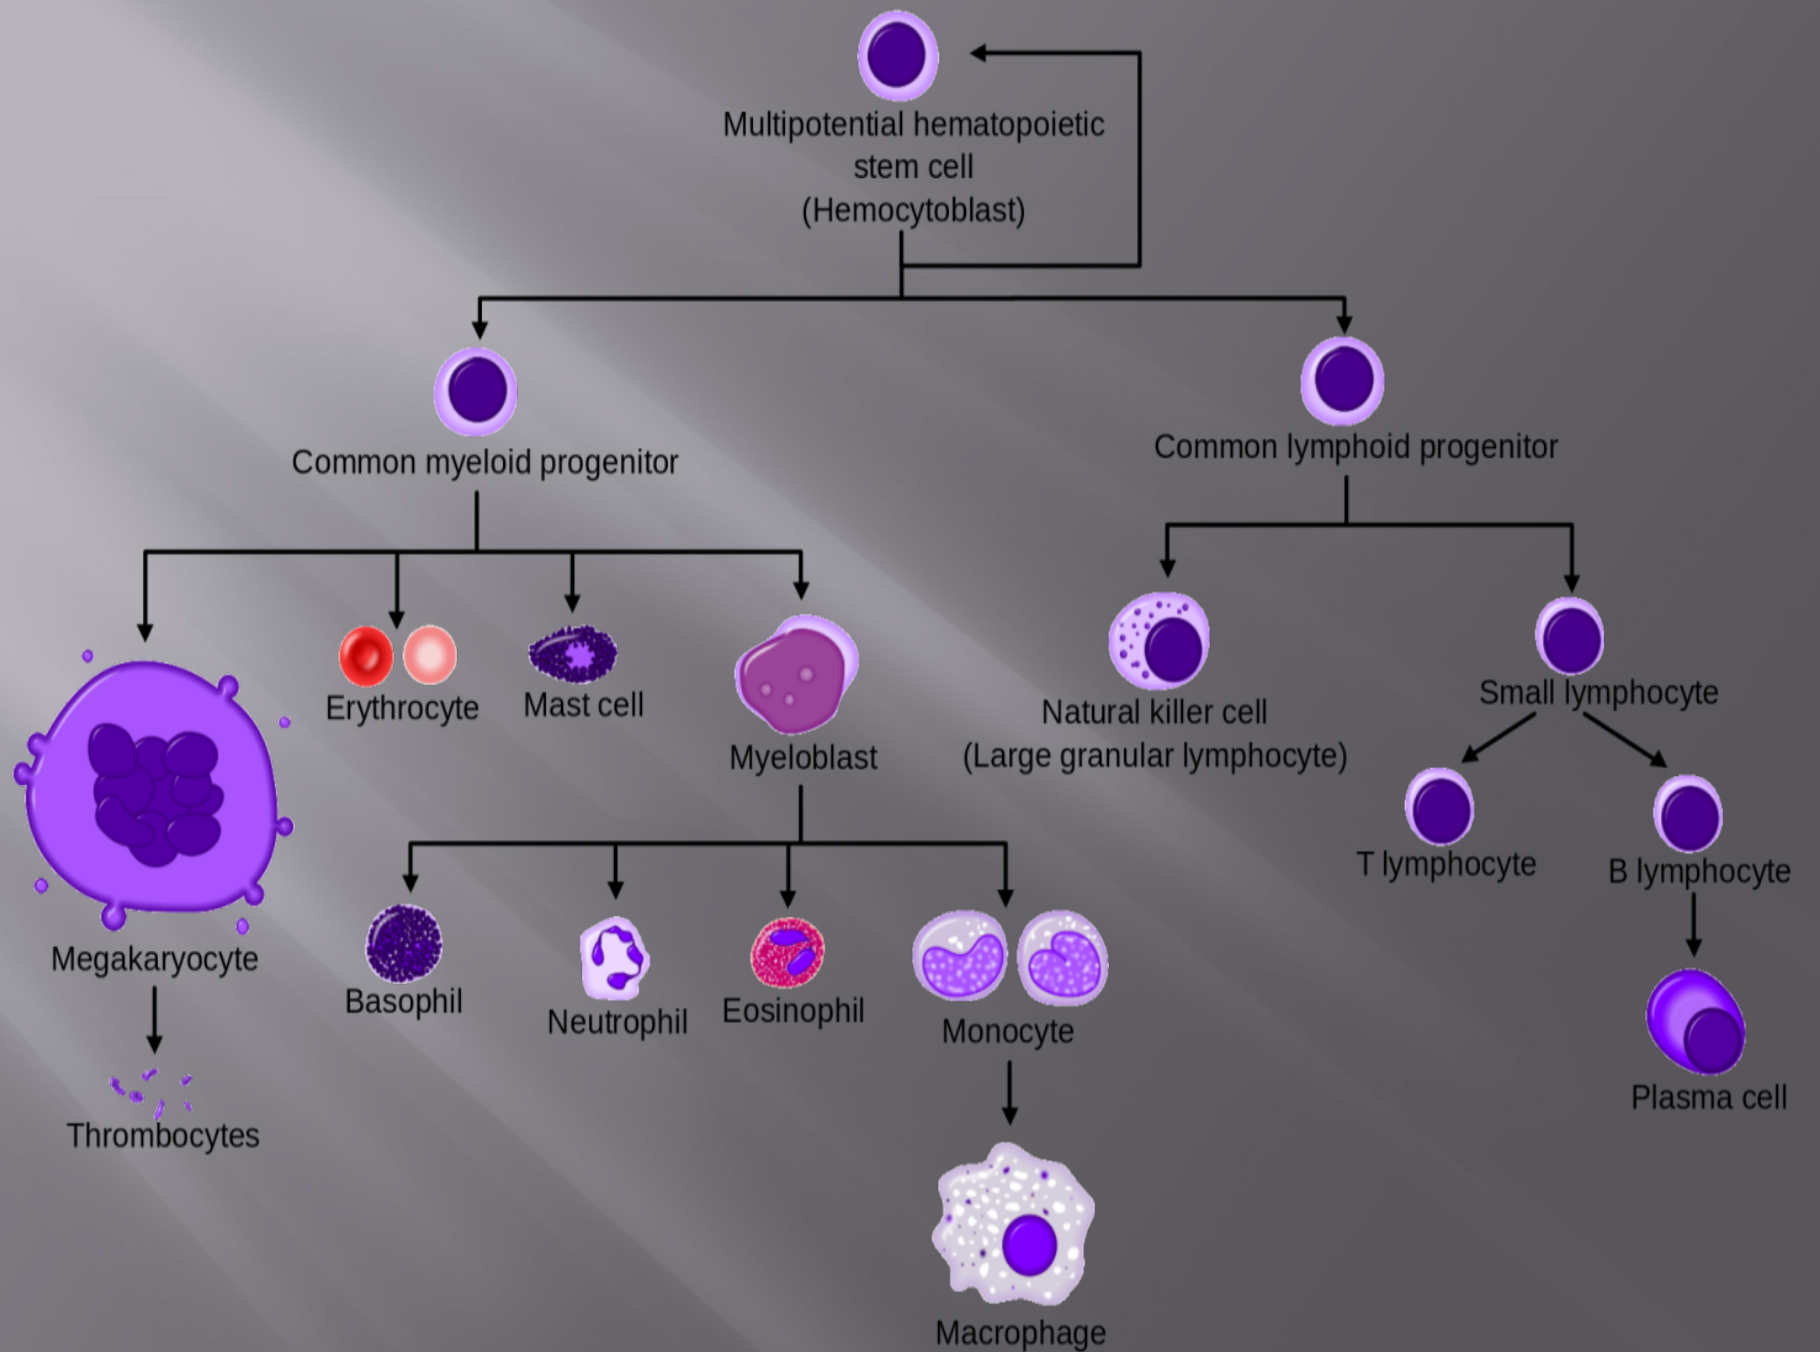 Multipotential hematopoietic
stem cell
(Hemocytoblast)
Common myeloid progenitor
Common lymphoid progenitor
Erythrocyte
Mast cell
Myeloblast
Natural killer cell
(Large granular lymphocyte)
Small lymphocyte
T lymphocyte
B lymphocyte
Megakaryocyte
Basophil
Neutrophil
Eosinophil
Monocyte
Plasma cell
Thrombocytes
Macrophage